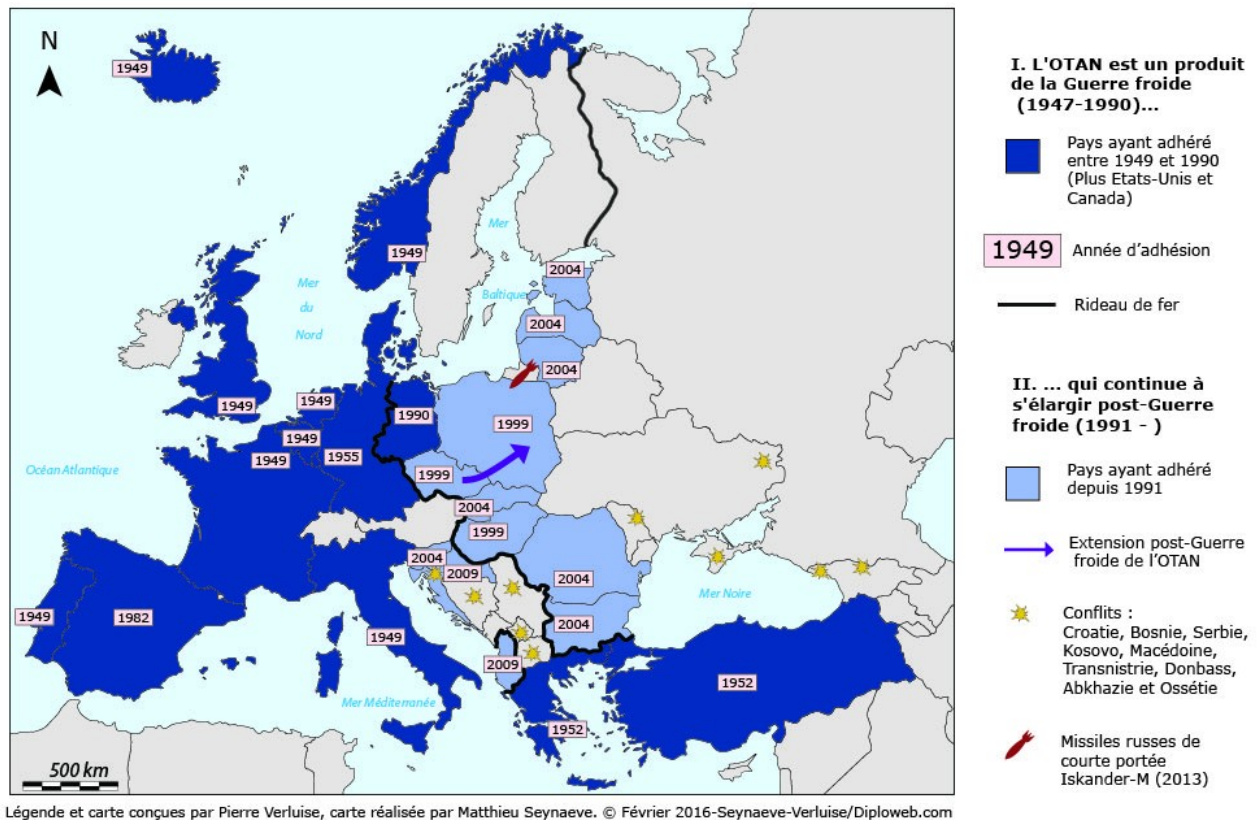 N
1949
1949
2004
Mer
Mer
du
Nord
Baltique
2004
2004
1949
1949
1990
1999
1949
1949
1955
1999
Océan Atlantique
2004
1999
2004
2009
2004
Mer Noire
1949
1982
1949
2004
2009
1952
Mer Méditerranée
1952
500 km
I. L'OTAN est un produit
de la Guerre froide
(1947-1990)...
Pays ayant adhéré
entre 1949 et 1990
(Plus Etats-Unis et
Canada)
1949
Année d'adhésion
Rideau de fer
II. ... qui continue à
s'élargir post-Guerre
froide (1991 - )
Pays ayant adhéré
depuis 1991
Extension post-Guerre
froide de l'OTAN
Conflits :
Croatie, Bosnie, Serbie,
Kosovo, Macédoine,
Transnistrie, Donbass,
Abkhazie et Ossétie
Missiles russes de
courte portée
Iskander-M (2013)
Légende et carte conçues par Pierre Verluise, carte réalisée par Matthieu Seynaeve. © Février 2016-Seynaeve-Verluise/Diploweb.com